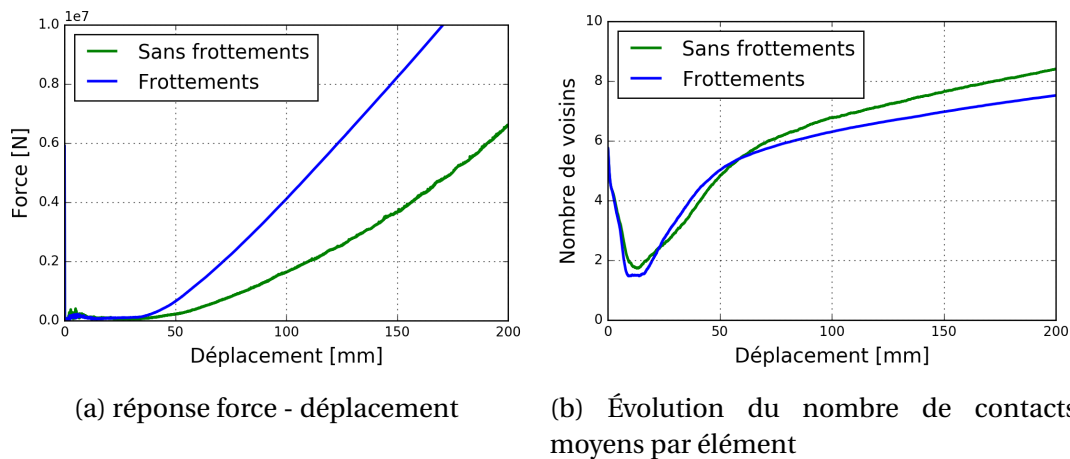 1e7
1.0
0.8
0.6
0.4
0.2
0.0
Force [N]
Sans frottements
Frottements
0 50 100 150 200
Déplacement [mm]
(a) réponse force - déplacement
10
8
6
4
2
0
Nombre de voisins
Sans frottements
Frottements
0 50 100 150 200
Déplacement [mm]
(b) Évolution du nombre de contacts
moyens par élément